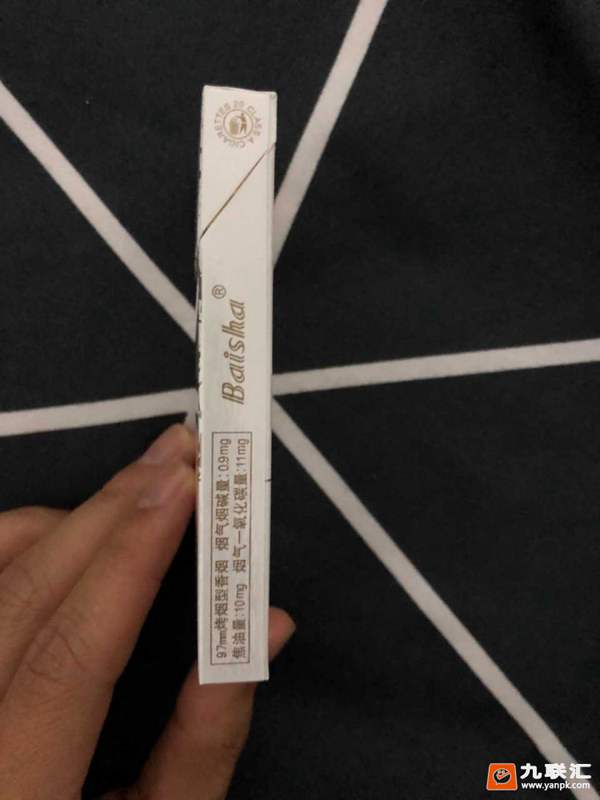 CIGARETTES 20 CLASS A
Baisha®
97mm烤烟型香烟 烟气烟碱量:0.9mg
焦油量:10mg 烟气一氧化碳量:11mg
九联汇
www.yanpk.com